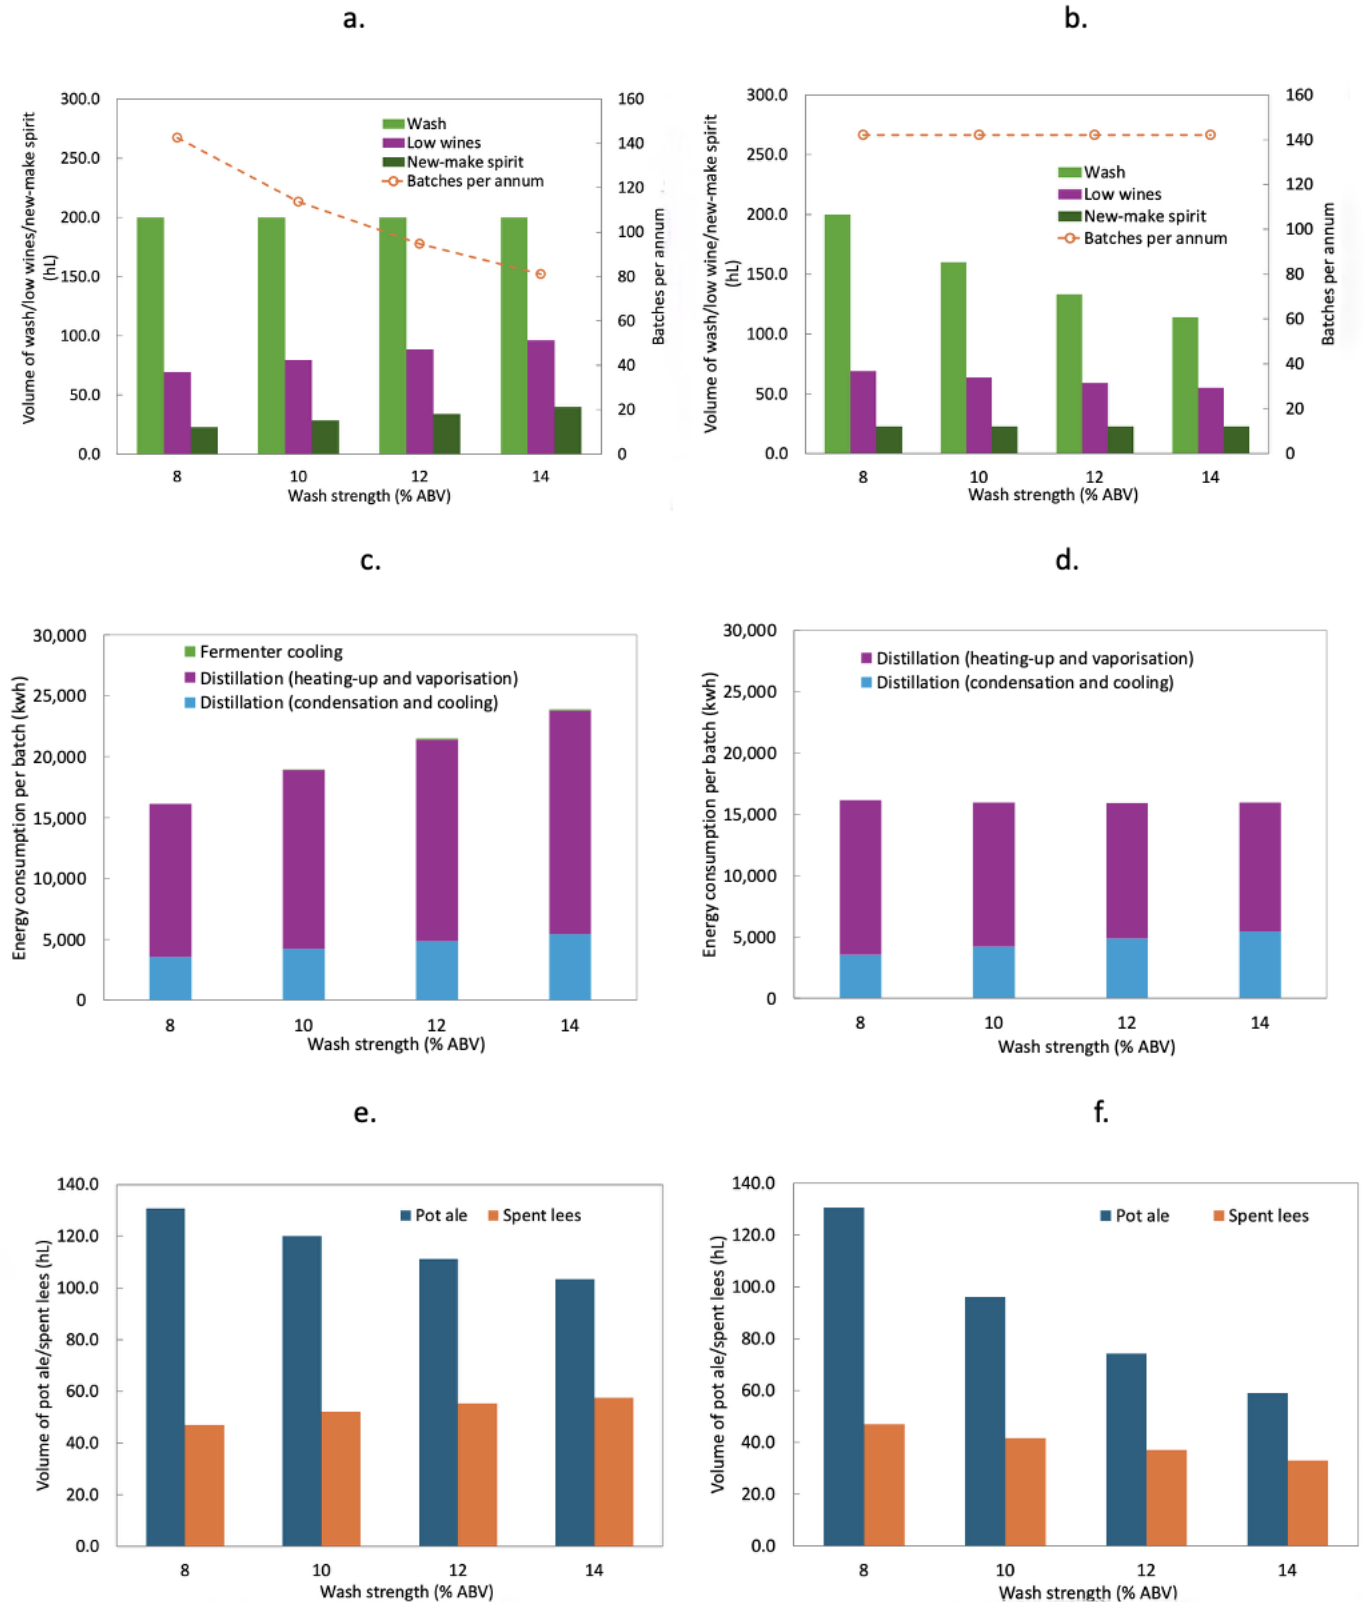 a.
300.0
250.0
200.0
150.0
100.0
50.0
0.0
Volume of wash/low wines/new-make spirit
(hL)
Wash
Low wines
New-make spirit
Batches per annum
160
140
120
100
80
60
40
20
0
Batches per annum
8 10 12 14
Wash strength (% ABV)
b.
300.0
250.0
200.0
150.0
100.0
50.0
0.0
Volume of wash/low wine/new-make spirit
(hL)
Wash
Low wines
New-make spirit
Batches per annum
160
140
120
100
80
60
40
20
0
Batches per annum
8 10 12 14
Wash strength (% ABV)
c.
30,000
25,000
20,000
15,000
10,000
5,000
0
Energy consumption per batch (kwh)
Fermenter cooling
Distillation (heating-up and vaporisation)
Distillation (condensation and cooling)
8 10 12 14
Wash strength (% ABV)
d.
30,000
25,000
20,000
15,000
10,000
5,000
0
Energy consumption per batch (kwh)
Distillation (heating-up and vaporisation)
Distillation (condensation and cooling)
8 10 12 14
Wash strength (% ABV)
e.
140.0
120.0
100.0
80.0
60.0
40.0
20.0
0.0
Volume of pot ale/spent lees (hL)
Pot ale Spent lees
8 10 12 14
Wash strength (% ABV)
f.
140.0
120.0
100.0
80.0
60.0
40.0
20.0
0.0
Volume of pot ale/spent lees (hL)
Pot ale Spent lees
8 10 12 14
Wash strength (% ABV)